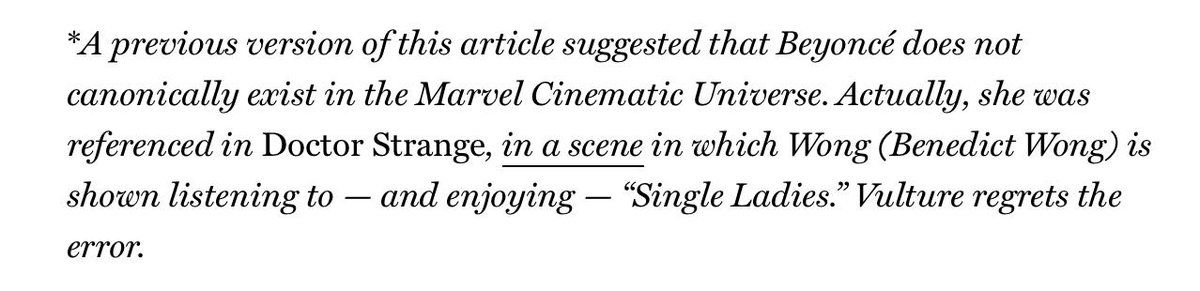 *A previous version of this article suggested that Beyoncé does not
canonically exist in the Marvel Cinematic Universe. Actually, she was
referenced in Doctor Strange, in a scene in which Wong (Benedict Wong) is
shown listening to — and enjoying — “Single Ladies.” Vulture regrets the
error.